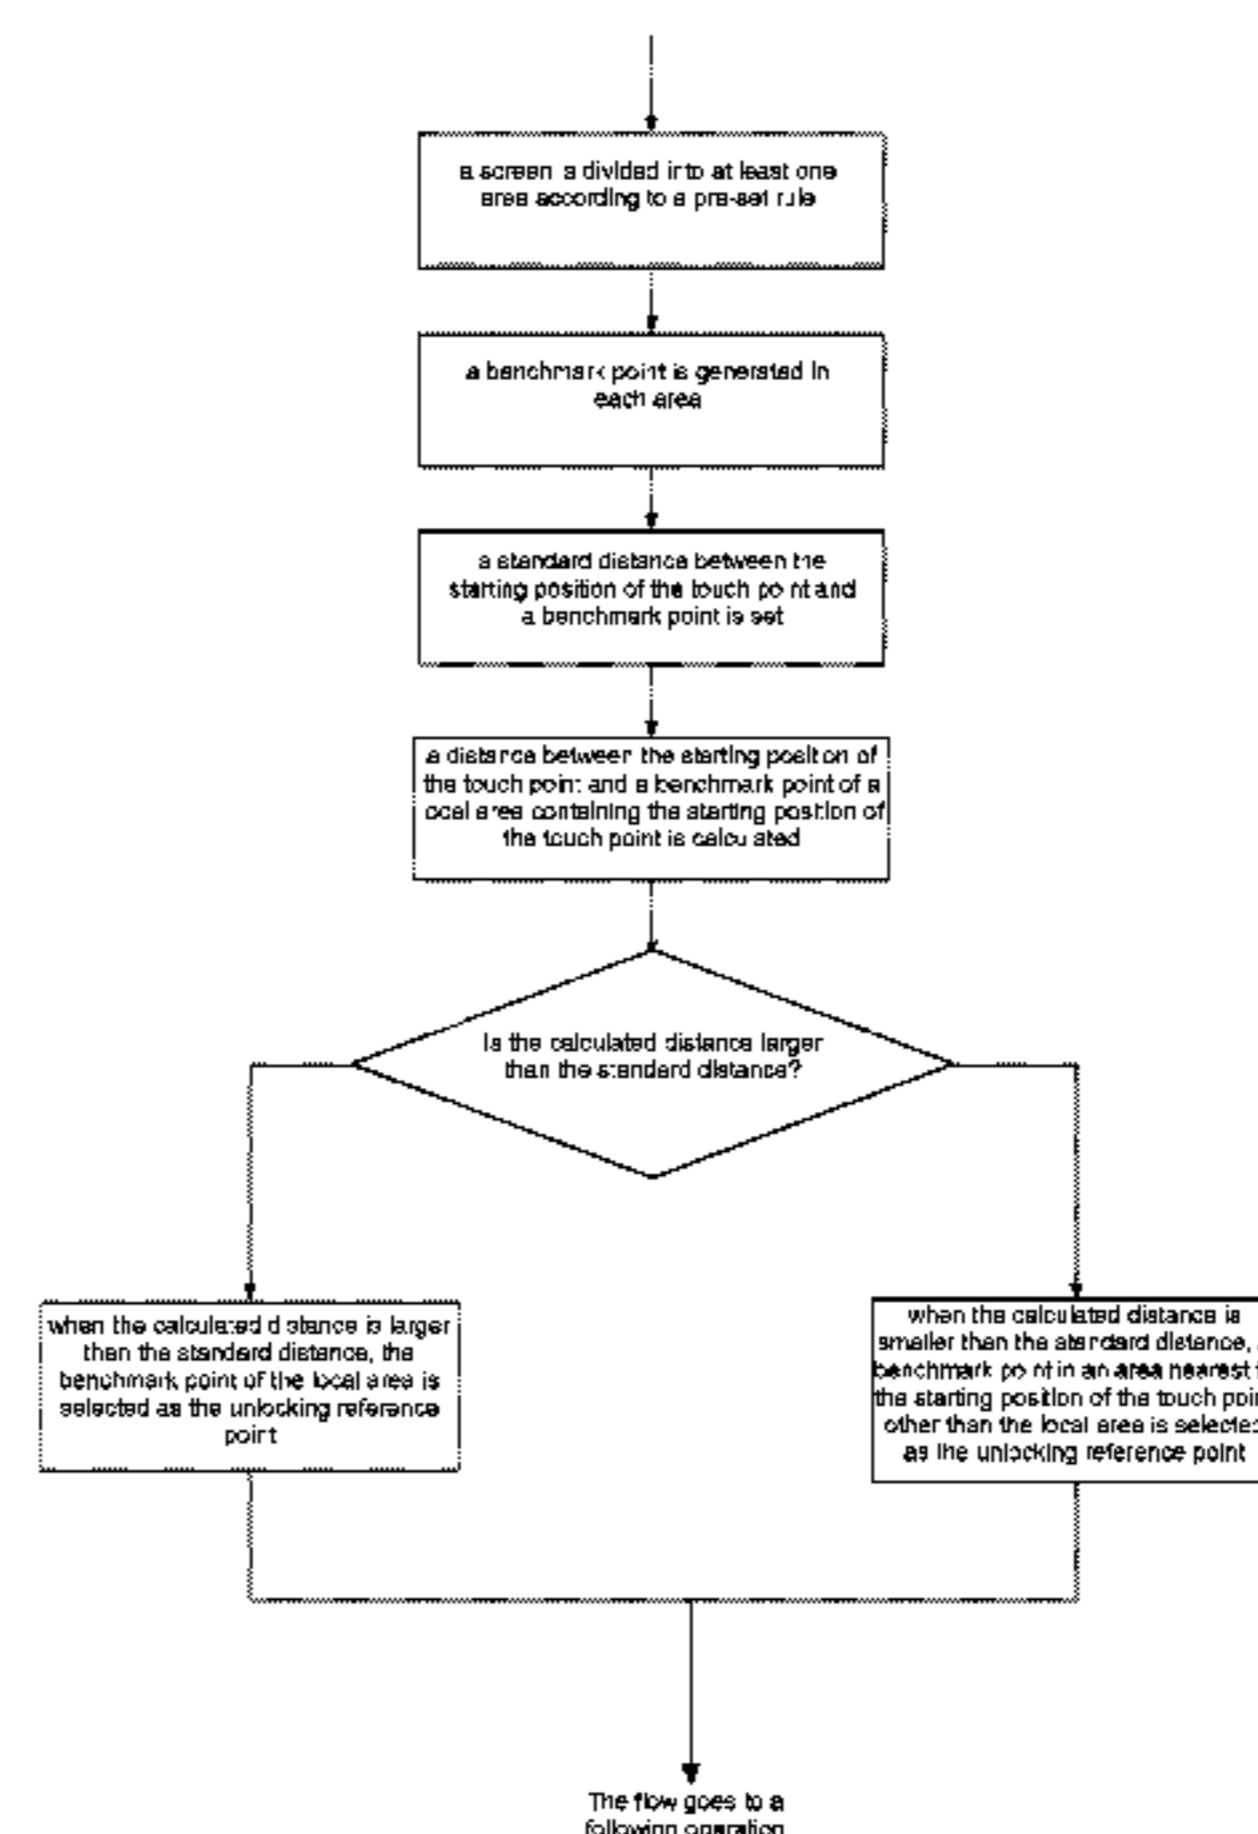 a screen is divided into at least one
area according to a pre-set rule
a benchmark point is generated in
each area
a standard distance between the
starting position of the touch point and
a benchmark point is set
a distance between the starting position of
the touch point and a benchmark point of a
local area containing the starting position of
the touch point is calculated
Is the calculated distance larger
than the standard distance?
when the calculated distance is larger
than the standard distance, the
benchmark point of the local area is
selected as the unlocking reference
point
when the calculated distance is
smaller than the standard distance,
benchmark point in an area nearest
the starting position of the touch point
other than the local area is selected
as the unlocking reference point
The flow goes to a
following operation